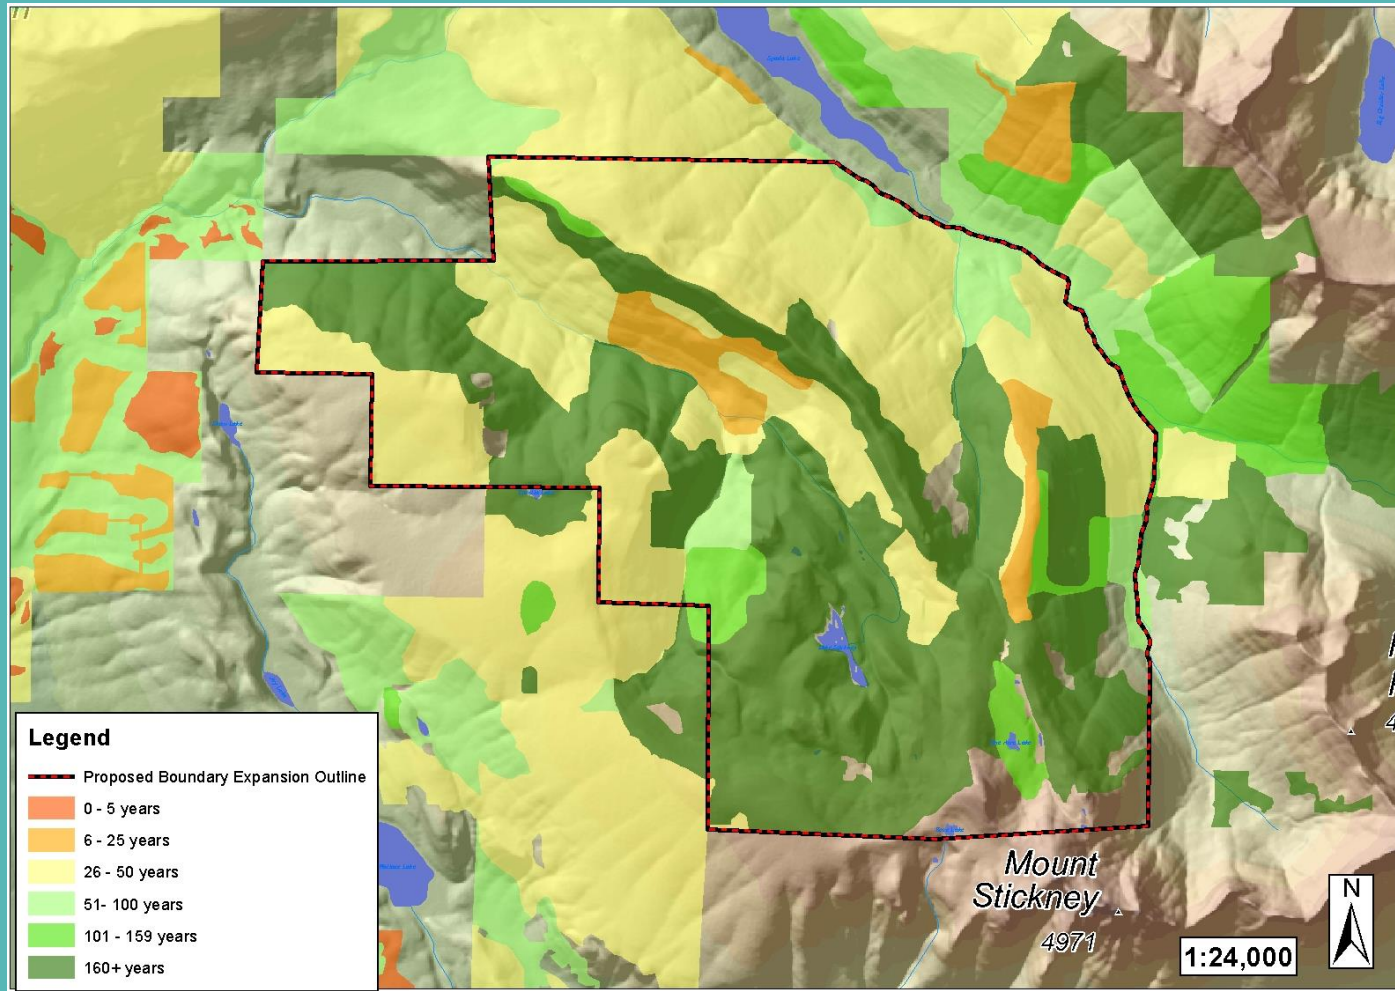 Legend
Proposed Boundary Expansion Outline
0 - 5 years
6 - 25 years
26 - 50 years
51- 100 years
101 - 159 years
160+ years
Mount
Stickney
4971
1:24,000
N